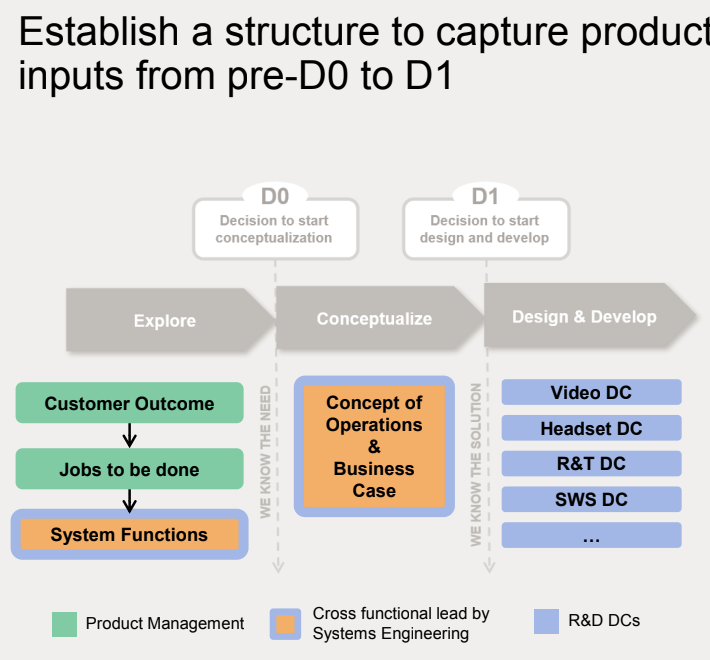 Establish a structure to capture product
inputs from pre-D0 to D1
D0
Decision to start
conceptualization
D1
Decision to start
design and develop
Explore
Conceptualize
Design & Develop
Customer Outcome
Jobs to be done
System Functions
WE KNOW THE NEED
Concept of
Operations
&
Business
Case
WE KNOW THE SOLUTION
Video DC
Headset DC
R&T DC
SWS DC
...
Product Management
Cross functional lead by
Systems Engineering
R&D DCs